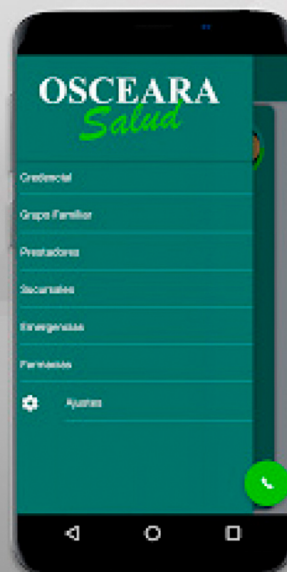 OSCEARA
Salud
Credencial
Grupo Familiar
Prestadores
Sucursales
Emergencias
Farmacias
Ajustes